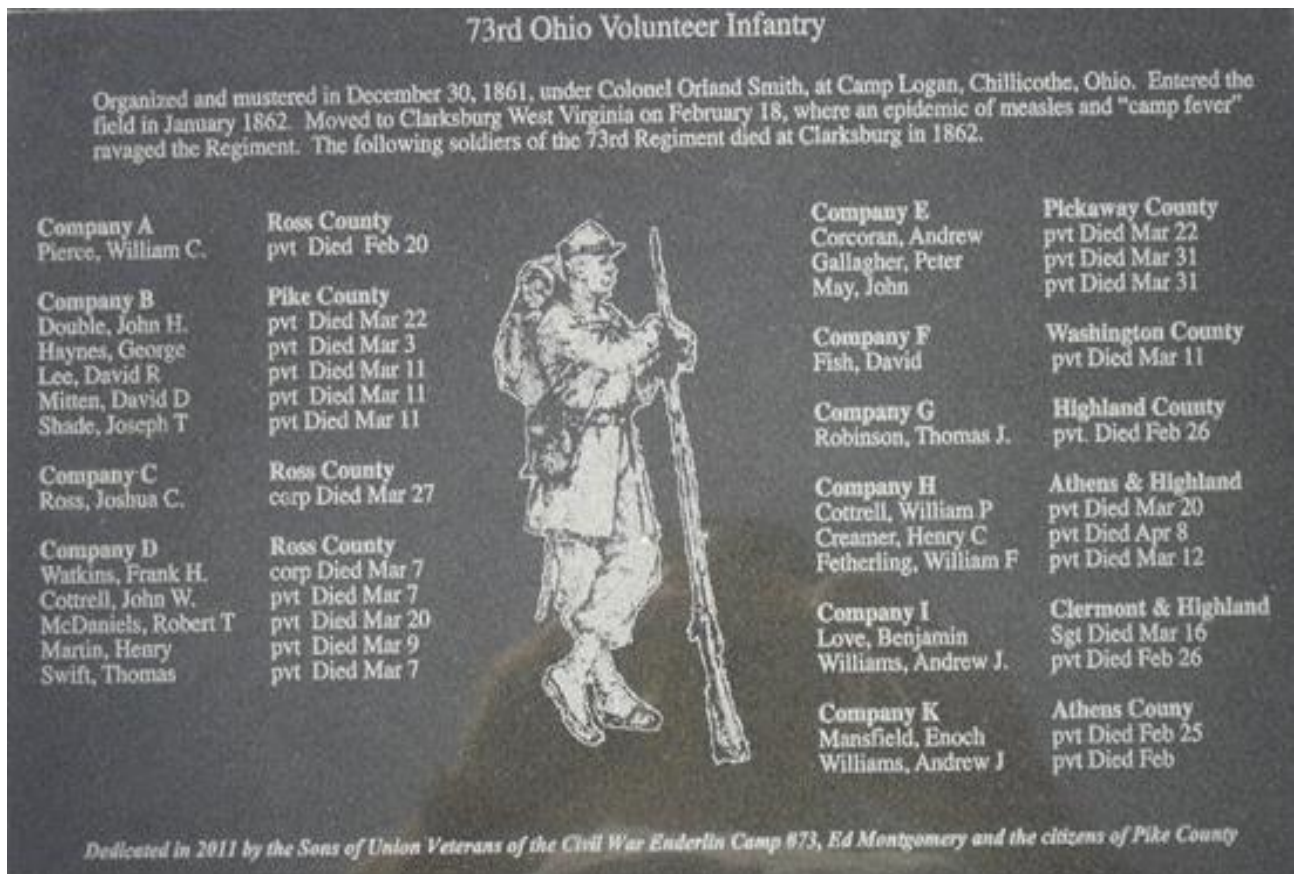 73rd Ohio Volunteer Infantry
Organized and mustered in December 30, 1861, under Colonel Orland Smith, at Camp Logan, Chillicothe, Ohio. Entered the
field in January 1862. Moved to Clarksburg West Virginia on February 18, where an epidemic of measles and "camp fever"
ravaged the Regiment. The following soldiers of the 73rd Regiment died at Clarksburg in 1862.
Company A Ross County
Pierce, William C. pvt Died Feb 20
Company B Pike County
Double, John H. pvt Died Mar 22
Haynes, George pvt Died Mar 3
Lee, David R pvt Died Mar 11
Mitten, David D pvt Died Mar 11
Shade, Joseph T pvt Died Mar 11
Company C Ross County
Ross, Joshua C. corp Died Mar 27
Company D Ross County
Watkins, Frank H. corp Died Mar 7
Cottrell, John W. pvt Died Mar 7
McDaniels, Robert T pvt Died Mar 20
Martin, Henry pvt Died Mar 9
Swift, Thomas pvt Died Mar 7
Company E Pickaway County
Corcoran, Andrew pvt Died Mar 22
Gallagher, Peter pvt Died Mar 31
May, John pvt Died Mar 31
Company F Washington County
Fish, David pvt Died Mar 11
Company G Highland County
Robinson, Thomas J. pvt. Died Feb 26
Company H Athens & Highland
Cottrell, William P pvt Died Mar 20
Creamer, Henry C pvt Died Apr 8
Fetherling, William F pvt Died Mar 12
Company I Clermont & Highland
Love, Benjamin Sgt Died Mar 16
Williams, Andrew J. pvt Died Feb 26
Company K Athens Couny
Mansfield, Enoch pvt Died Feb 25
Williams, Andrew J pvt Died Feb
Dedicated in 2011 by the Sons of Union Veterans of the Civil War Enderlin Camp #73, Ed Montgomery and the citizens of Pike County